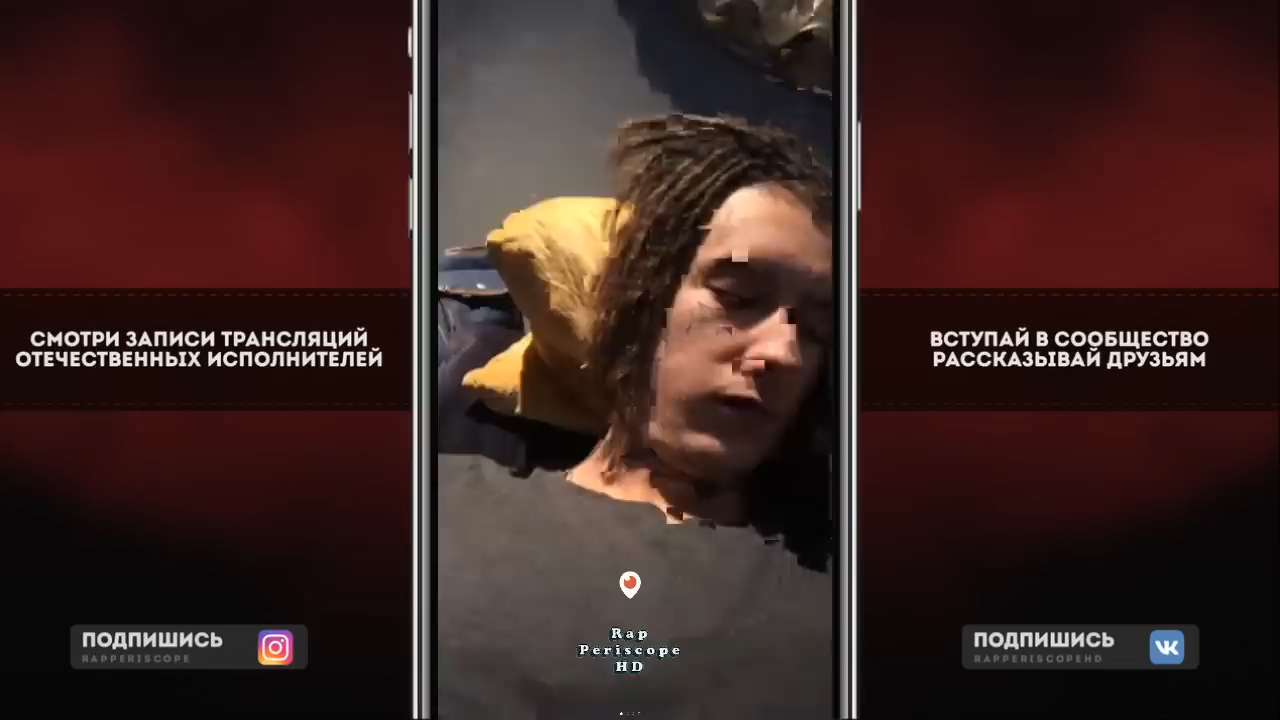 СМОТРИ ЗАПИСИ ТРАНСЛЯЦИЙ
ОТЕЧЕСТВЕННЫХ ИСПОЛНИТЕЛЕЙ
ВСТУПАЙ В СООБЩЕСТВО
РАССКАЗЫВАЙ ДРУЗЬЯМ
Rap
Periscope
HD
ПОДПИШИСЬ
RAPPERISCOPE
ПОДПИШИСЬ
RAPPERISCOPEHD